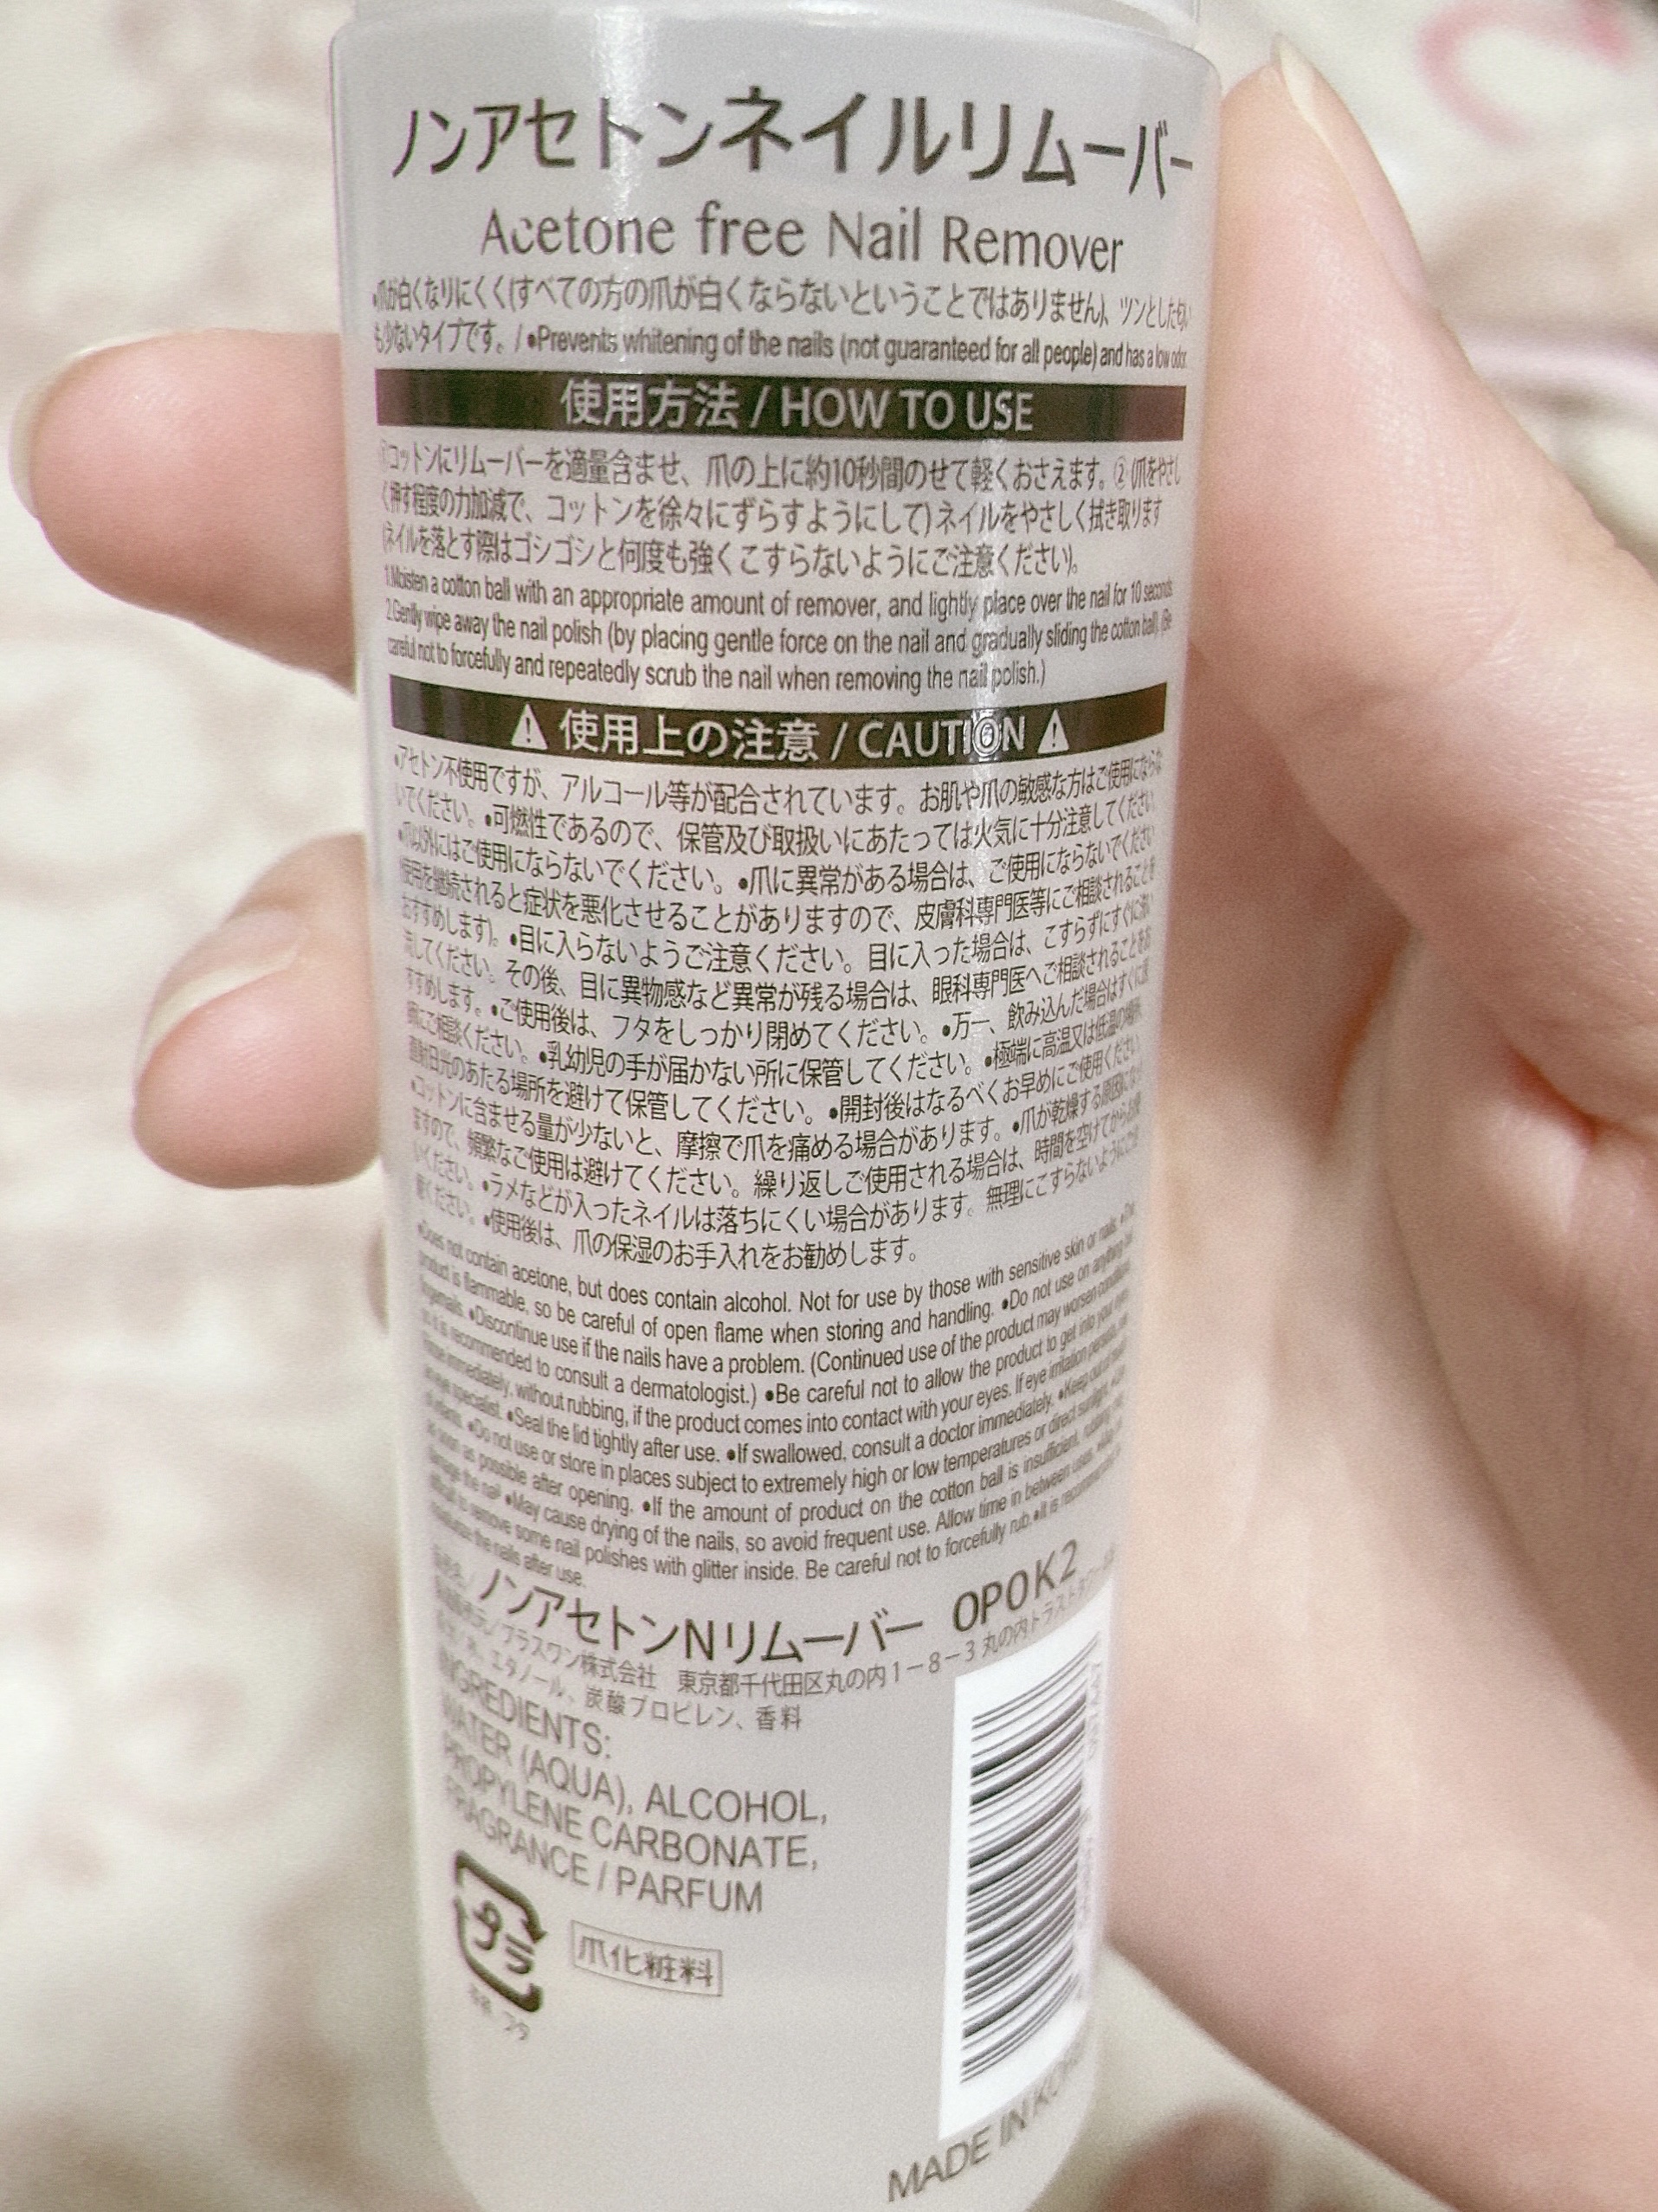 ノンアセトンネイルリムーバー
Acetone free Nail Remover
•爪が白くなりにくく(すべての方の爪が白くならないということではありません)、ツンとした匂い
も少ないタイプです。/ •Prevents whitening of the nails (not guaranteed for all people) and has a low odor.
使用方法 / HOW TO USE
①コットンにリムーバーを適量含ませ、爪の上に約10秒間のせて軽くおさえます。②(爪をやさし
く押す程度の力加減で、コットンを徐々にずらすようにして)ネイルをやさしく拭き取ります
(ネイルを落とす際はゴシゴシと何度も強くこすらないようにご注意ください)。
1.Moisten a cotton ball with an appropriate amount of remover, and lightly place over the nail for 10 seconds
2.Gently wipe away the nail polish (by placing gentle force on the nail and gradually sliding the cotton ball). (Be
careful not to forcefully and repeatedly scrub the nail when removing the nail polish.)
⚠ 使用上の注意 / CAUTION ⚠
•アセトン不使用ですが、アルコール等が配合されています。お肌や爪の敏感な方はご使用にならな
いでください。•可燃性であるので、保管及び取扱いにあたっては火気に十分注意してください
•爪以外にはご使用にならないでください。•爪に異常がある場合は、ご使用にならないでください
使用を継続されると症状を悪化させることがありますので、皮膚科専門医等にご相談されることを
おすすめします)。•目に入らないようご注意ください。目に入った場合は、こすらずにすぐに洗い
流してください。その後、目に異物感など異常が残る場合は、眼科専門医へご相談されることをお
すすめします。•ご使用後は、フタをしっかり閉めてください。•万一、飲み込んだ場合はすぐに医
師にご相談ください。•乳幼児の手が届かない所に保管してください。•極端に高温又は低温の場所、
直射日光のあたる場所を避けて保管してください。•開封後はなるべくお早めにご使用ください
•コットンに含ませる量が少ないと、摩擦で爪を痛める場合があります。•爪が乾燥する原因になり
ますので、頻繁なご使用は避けてください。繰り返しご使用される場合は、時間を空けてからお使
いください。•ラメなどが入ったネイルは落ちにくい場合があります。無理にこすらないようにご注
意ください。•使用後は、爪の保湿のお手入れをお勧めします。
•Does not contain acetone, but does contain alcohol. Not for use by those with sensitive skin or nails.
product is flammable, so be careful of open flame when storing and handling. •Do not use on anything but
fingernails. •Discontinue use if the nails have a problem. (Continued use of the product may worsen condition
so it is recommended to consult a dermatologist.) •Be careful not to allow the product to get into your eyes
immediately, without rubbing, if the product comes into contact with your eyes. If eye irritation persists,
specialist. •Seal the lid tightly after use. •If swallowed, consult a doctor immediately. •Keep out of reach
•Do not use or store in places subject to extremely high or low temperatures or direct sunlight.
as soon as possible after opening. •If the amount of product on the cotton ball is insufficient,
damage the nail •May cause drying of the nails, so avoid frequent use. Allow time in between uses.
difficult to remove some nail polishes with glitter inside. Be careful not to forcefully rub.•It is recommended
the nails after use.
ノンアセトンNリムーバー OPOK2
プラスワン株式会社 東京都千代田区丸の内1-8-3 丸の内トラストタワー
水、エタノール、炭酸プロピレン、香料
INGREDIENTS:
WATER (AQUA), ALCOHOL,
PROPYLENE CARBONATE,
FRAGRANCE / PARFUM
プラ
爪化粧料
フタ
MADE IN KOREA